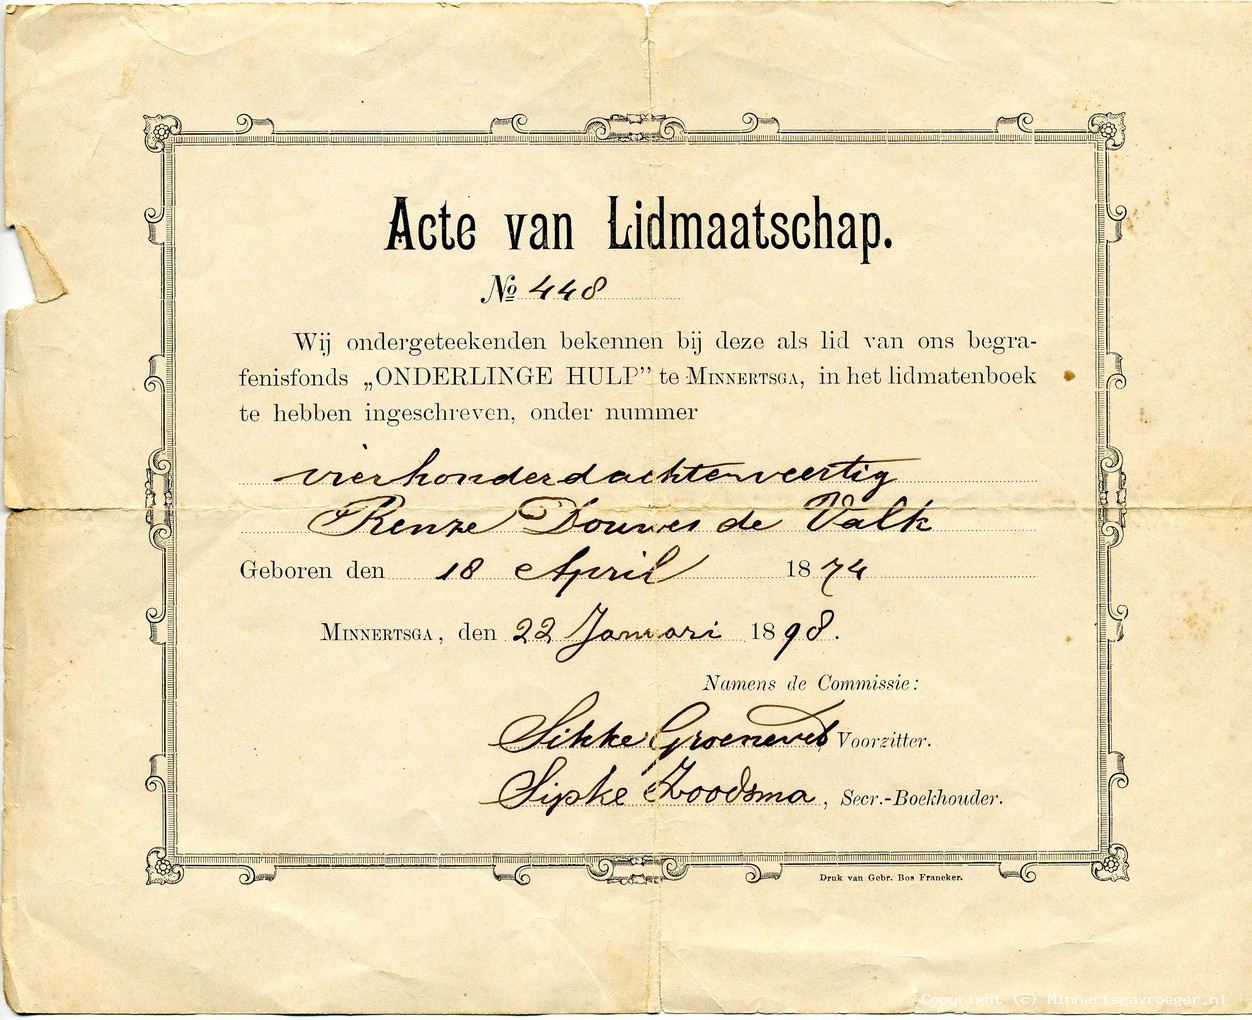 Acte van Lidmaatschap.
No 448
Wij ondergeteekenden bekennen bij deze als lid van ons begra-
fenisfonds „ONDERLINGE HULP” te MINNERTSGA, in het lidmatenboek
te hebben ingeschreven, onder nummer
vierhonderdachtenveertig
Renze Douwes de Valk
Geboren den 18 April 1874
MINNERTSGA, den 22 Januari 1898.
Namens de Commissie:
Sikke Groeneveld Voorzitter.
Sipke Zoodsma, Secr.-Boekhouder.
Druk van Gebr. Bos Franeker.
Copyright (c) Minnertsgavroeger.nl